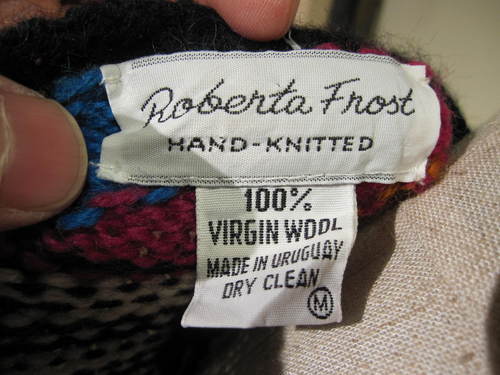 Roberta Frost
HAND-KNITTED
100%
VIRGIN WOOL
MADE IN URUGUAY
DRY CLEAN
M